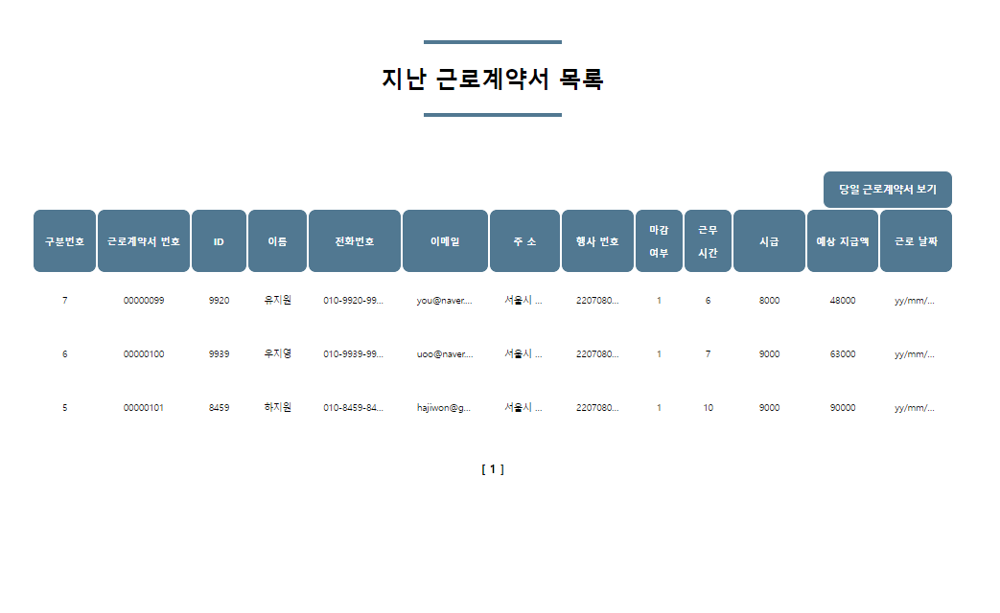 지난 근로계약서 목록
당일 근로계약서 보기
구분번호 근로계약서 번호 ID 이름 전화번호 이메일 주 소 행사 번호 마감 여부 근무 시간 시급 예상 지급액 근로 날짜
7 00000099 9920 유지원 010-9920-99... you@naver.... 서울시 ... 2207080... 1 6 8000 48000 yy/mm/...
6 00000100 9939 우지영 010-9939-99... uoo@naver.... 서울시 ... 2207080... 1 7 9000 63000 yy/mm/...
5 00000101 8459 하지원 010-8459-84... hajiwon@g... 서울시 ... 2207080... 1 10 9000 90000 yy/mm/...
[ 1 ]